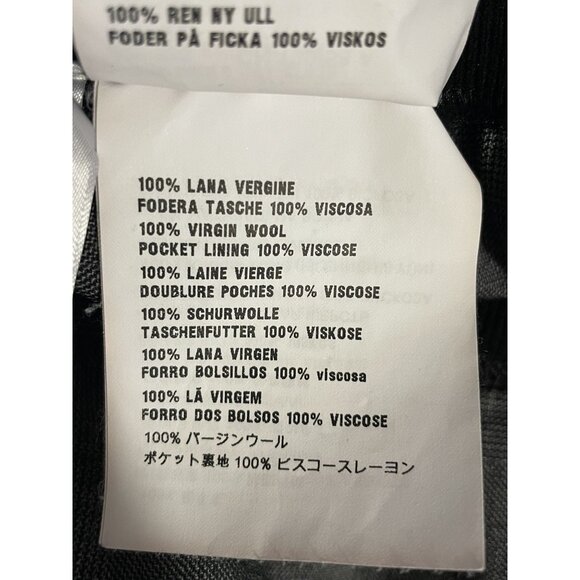 100% REN NY ULL
FODER PÅ FICKA 100% VISKOS
100% LANA VERGINE
FODERA TASCHE 100% VISCOSA
100% VIRGIN WOOL
POCKET LINING 100% VISCOSE
100% LAINE VIERGE
DOUBLURE POCHES 100% VISCOSE
100% SCHURWOLLE
TASCHENFUTTER 100% VISKOSE
100% LANA VIRGEN
FORRO BOLSILLOS 100% viscosa
100% LÃ VIRGEM
FORRO DOS BOLSOS 100% VISCOSE
100% バージンウール
ポケット裏地 100% ビスコースレーヨン